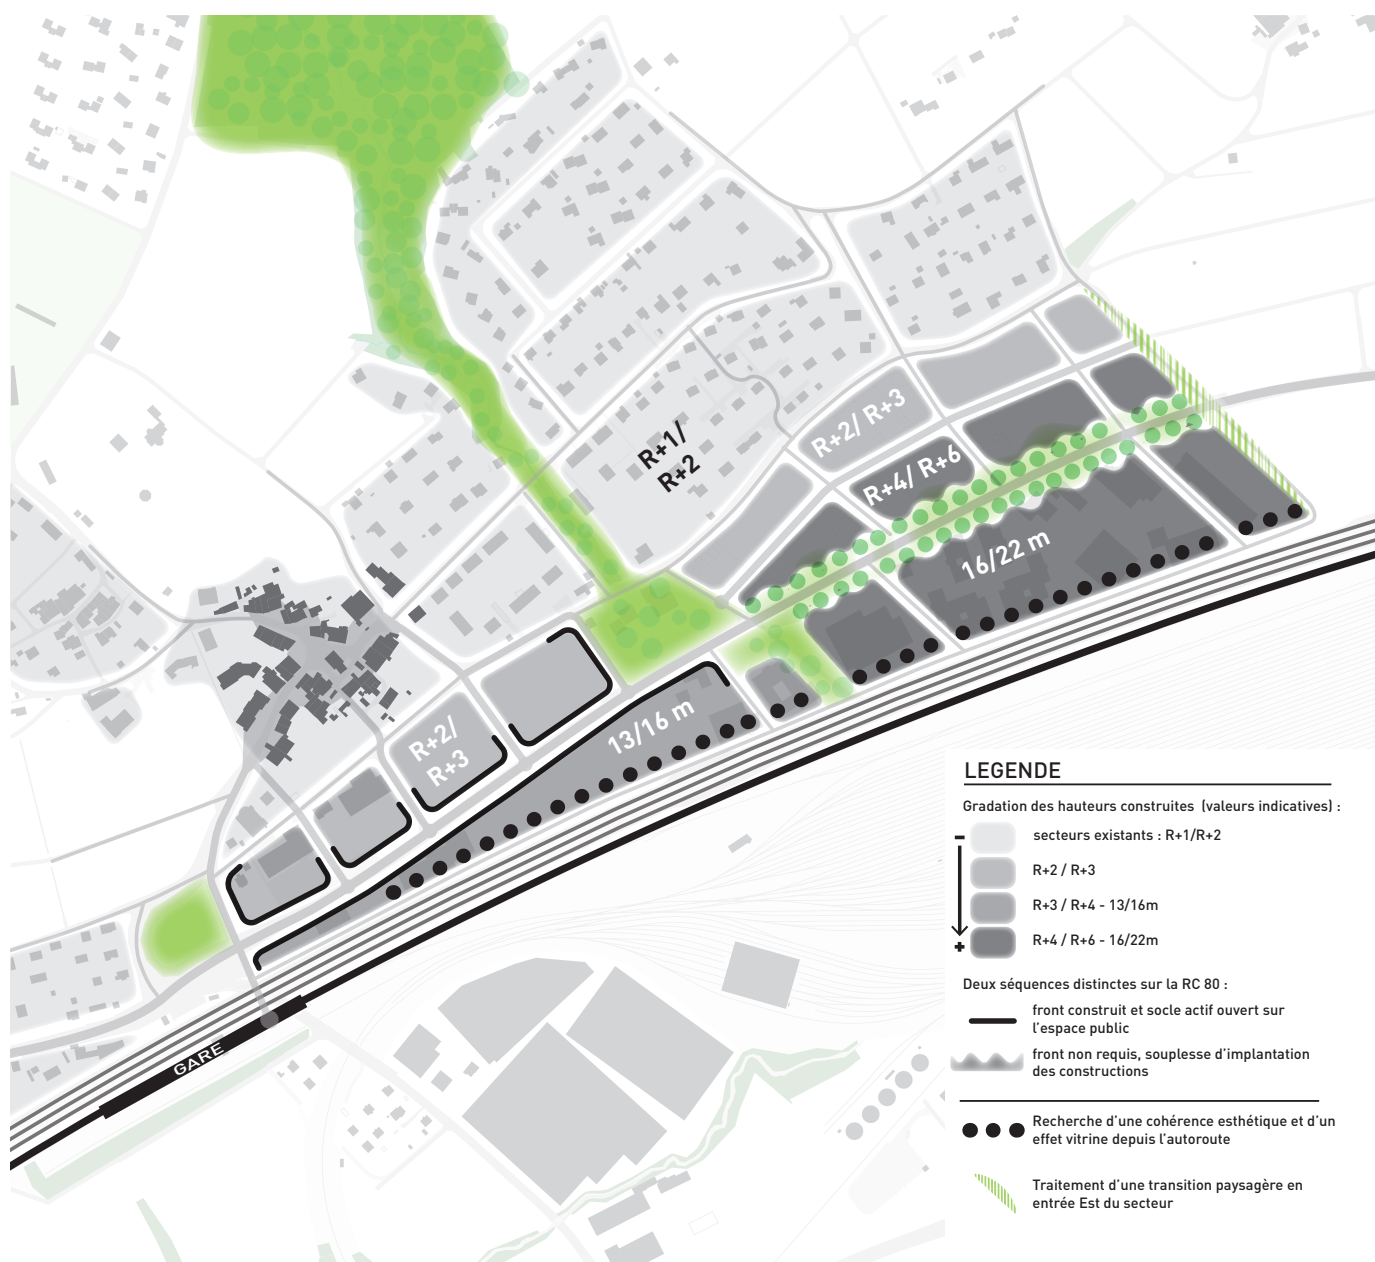 R+1/
R+2
R+2/ R+3
R+4/ R+6
16/22 m
13/16 m
R+2/
R+3
GARE
LEGENDE
Gradation des hauteurs construites (valeurs indicatives) :
secteurs existants : R+1/R+2
R+2 / R+3
R+3 / R+4 - 13/16m
R+4 / R+6 - 16/22m
Deux séquences distinctes sur la RC 80 :
front construit et socle actif ouvert sur
l'espace public
front non requis, souplesse d'implantation
des constructions
Recherche d'une cohérence esthétique et d'un
effet vitrine depuis l'autoroute
Traitement d'une transition paysagère en
entrée Est du secteur